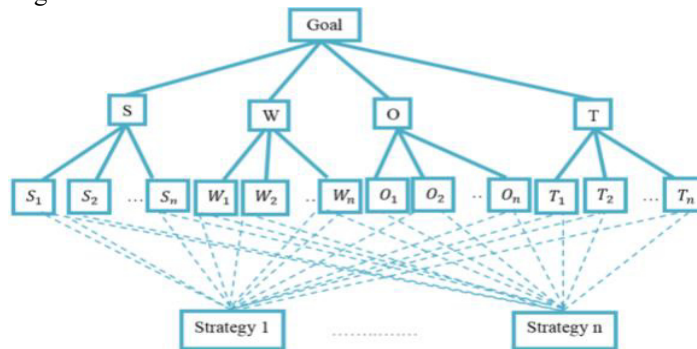 Goal
S W O T
S₁ S₂ ... Sₙ W₁ W₂ ... Wₙ O₁ O₂ .. Oₙ T₁ T₂ ... Tₙ
Strategy 1 ............. Strategy n